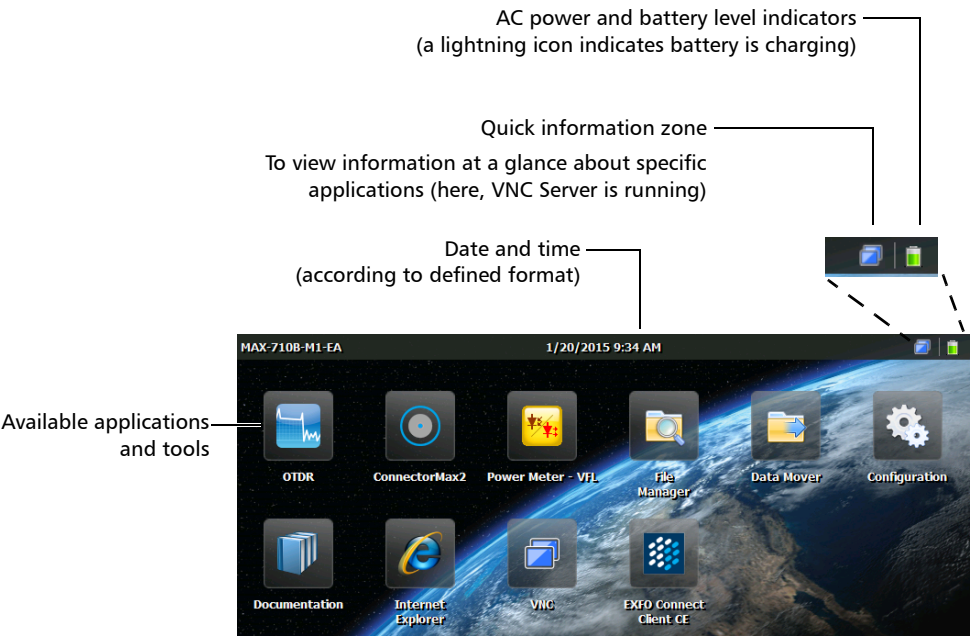 AC power and battery level indicators
(a lightning icon indicates battery is charging)
Quick information zone
To view information at a glance about specific
applications (here, VNC Server is running)
Date and time
(according to defined format)
MAX-710B-M1-EA
1/20/2015 9:34 AM
Available applications
and tools
OTDR
ConnectorMax2
Power Meter - VFL
File
Manager
Data Mover
Configuration
Documentation
Internet
Explorer
VNC
EXFO Connect
Client CE